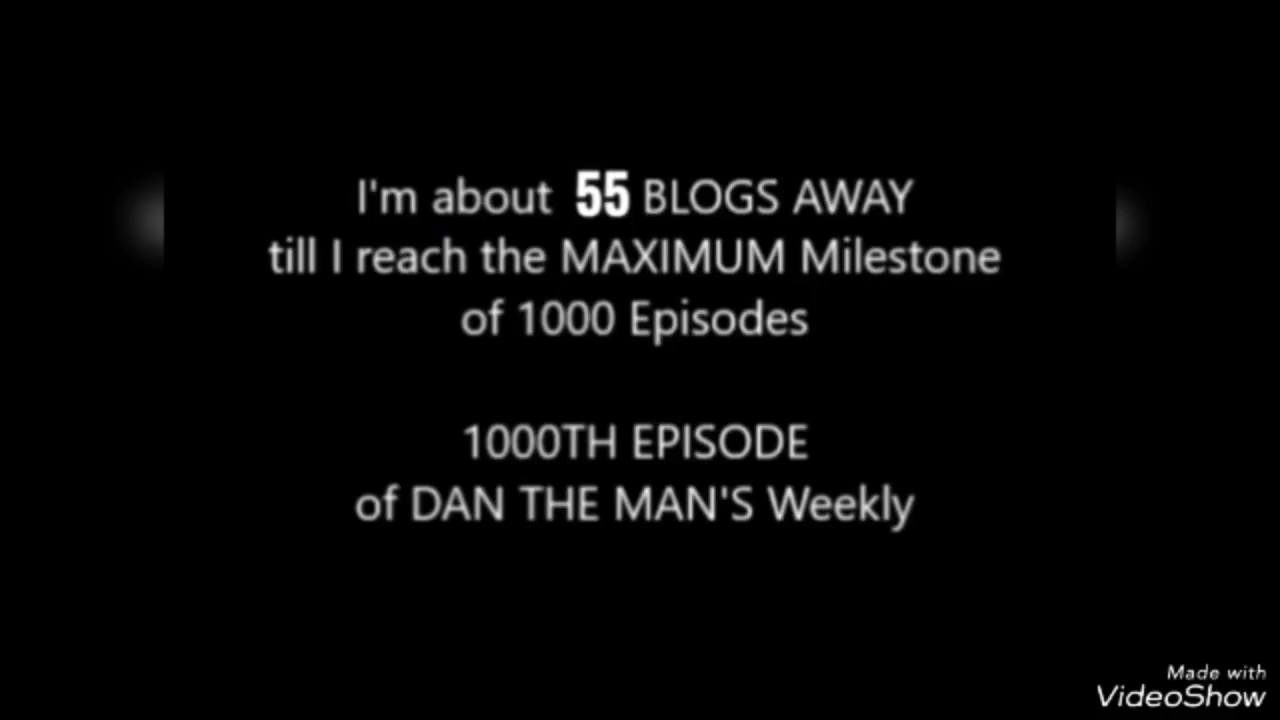 I'm about 55 BLOGS AWAY
till I reach the MAXIMUM Milestone
of 1000 Episodes
1000TH EPISODE
of DAN THE MAN'S Weekly
Made with
VideoShow